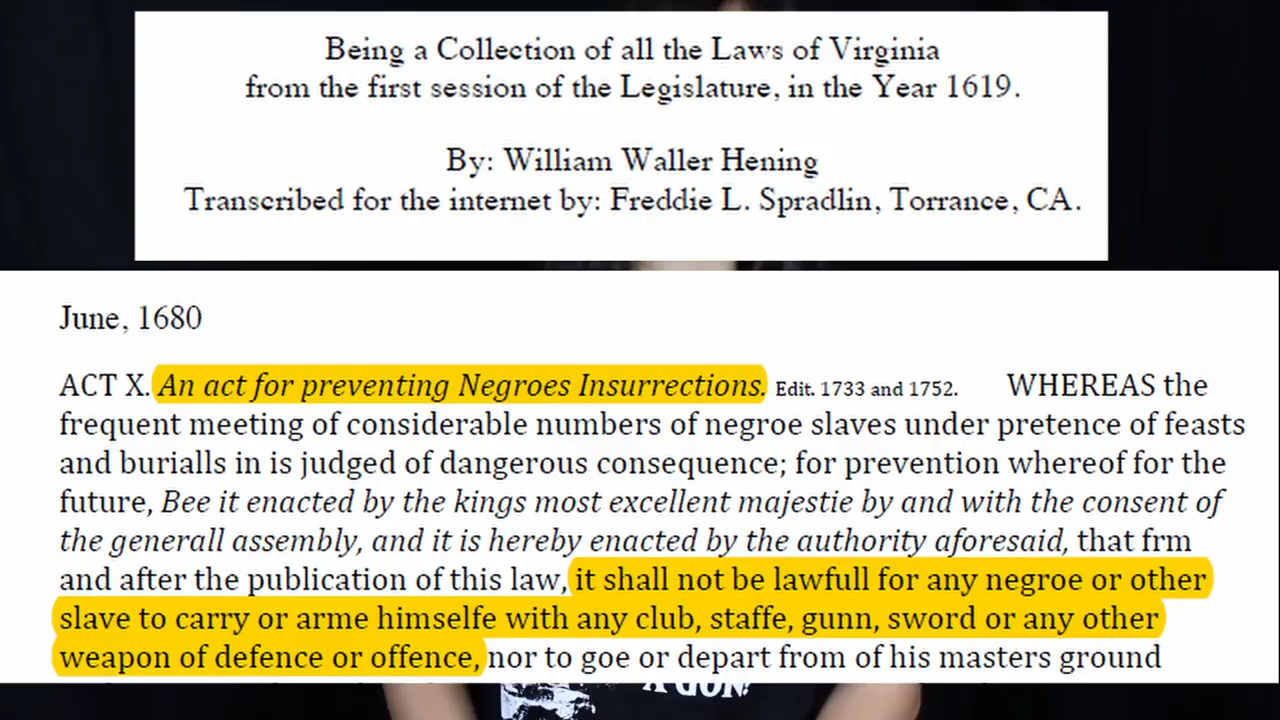 Being a Collection of all the Laws of Virginia
from the first session of the Legislature, in the Year 1619.
By: William Waller Hening
Transcribed for the internet by: Freddie L. Spradlin, Torrance, CA.
June, 1680
ACT X. An act for preventing Negroes Insurrections. Edit. 1733 and 1752. WHEREAS the
frequent meeting of considerable numbers of negroe slaves under pretence of feasts
and burialls in is judged of dangerous consequence; for prevention whereof for the
future, Bee it enacted by the kings most excellent majestie by and with the consent of
the generall assembly, and it is hereby enacted by the authority aforesaid, that frm
and after the publication of this law, it shall not be lawfull for any negroe or other
slave to carry or arme himselfe with any club, staffe, gunn, sword or any other
weapon of defence or offence, nor to goe or depart from of his masters ground
A GUN!